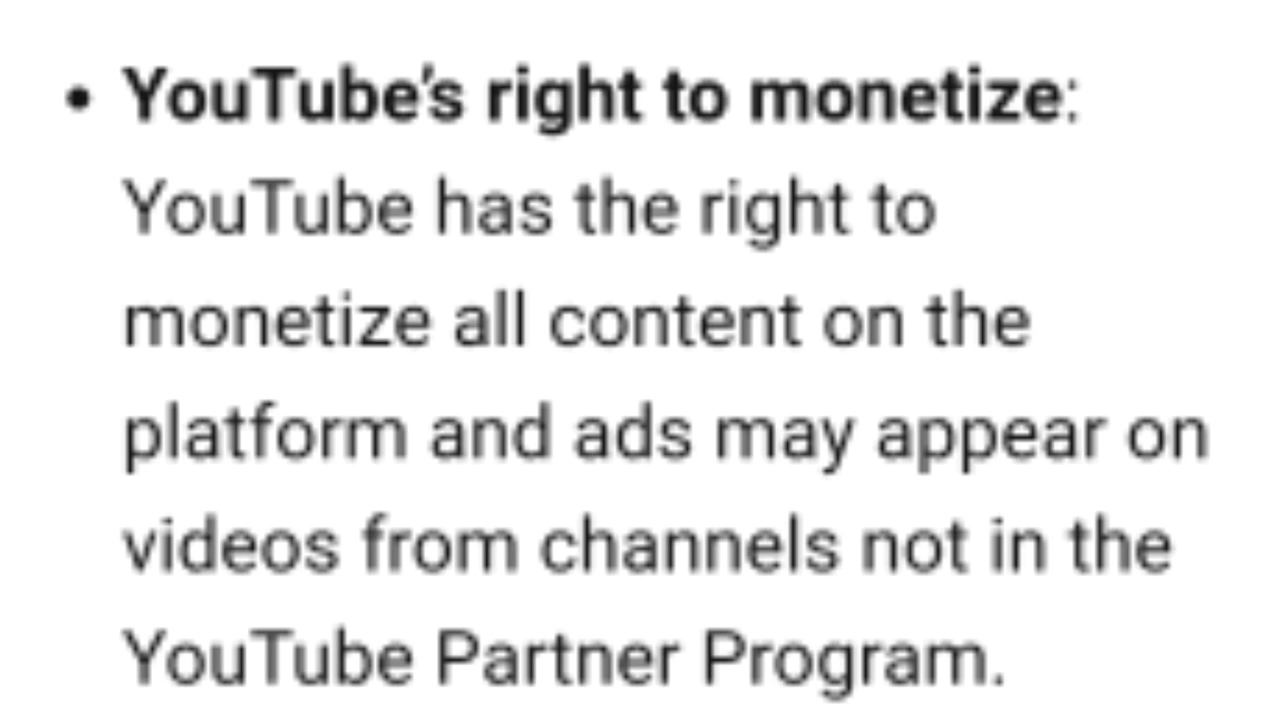 • YouTube's right to monetize:
YouTube has the right to
monetize all content on the
platform and ads may appear on
videos from channels not in the
YouTube Partner Program.